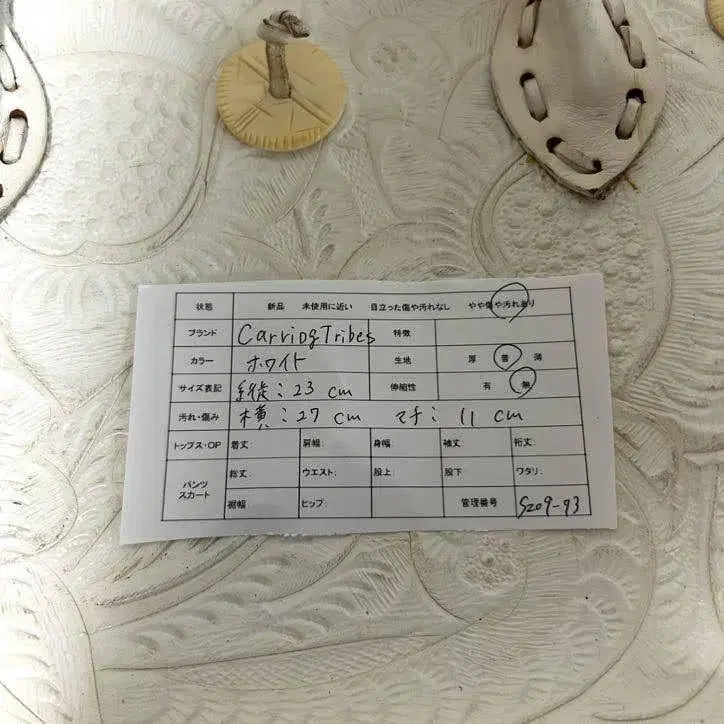 状態 新品 未使用に近い 目立った傷や汚れなし やや傷や汚れあり
ブランド CarriogTribes 特徴
カラー ホワイト 生地 厚 普 薄
サイズ表記 縦:23 cm 伸縮性 有 無
汚れ・傷み 横:27 cm マチ:11 cm
トップス・OP 着丈: 肩幅: 身幅: 袖丈: 裄丈:
パンツ スカート 総丈: ウエスト: 股上: 股下 ワタリ:
裾幅: ヒップ: 管理番号 S209-93